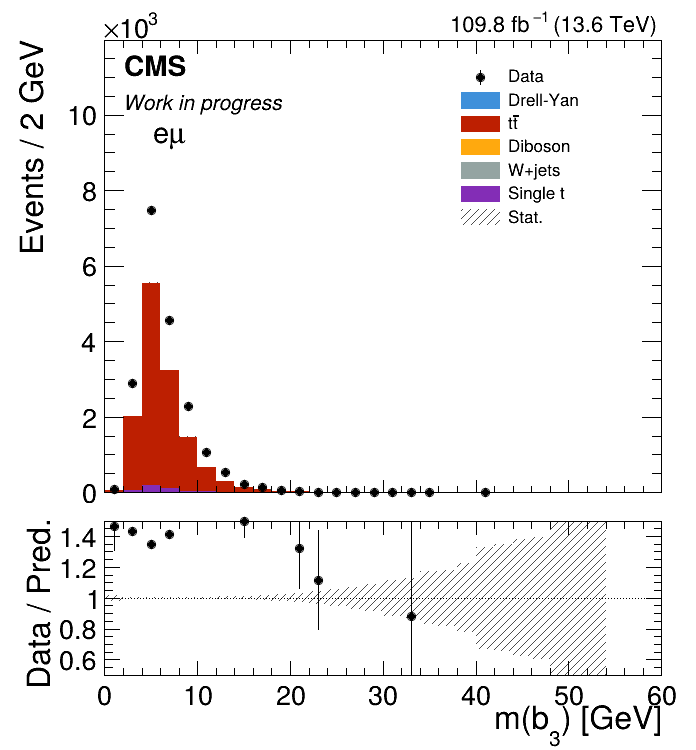 ×10³
109.8 fb⁻¹ (13.6 TeV)
CMS
Work in progress
eμ
Data
Drell-Yan
tt̄
Diboson
W+jets
Single t
Stat.
Events / 2 GeV
10
8
6
4
2
0
Data / Pred.
1.4
1.2
1
0.8
0.6
0 10 20 30 40 50 60
m(b₃) [GeV]